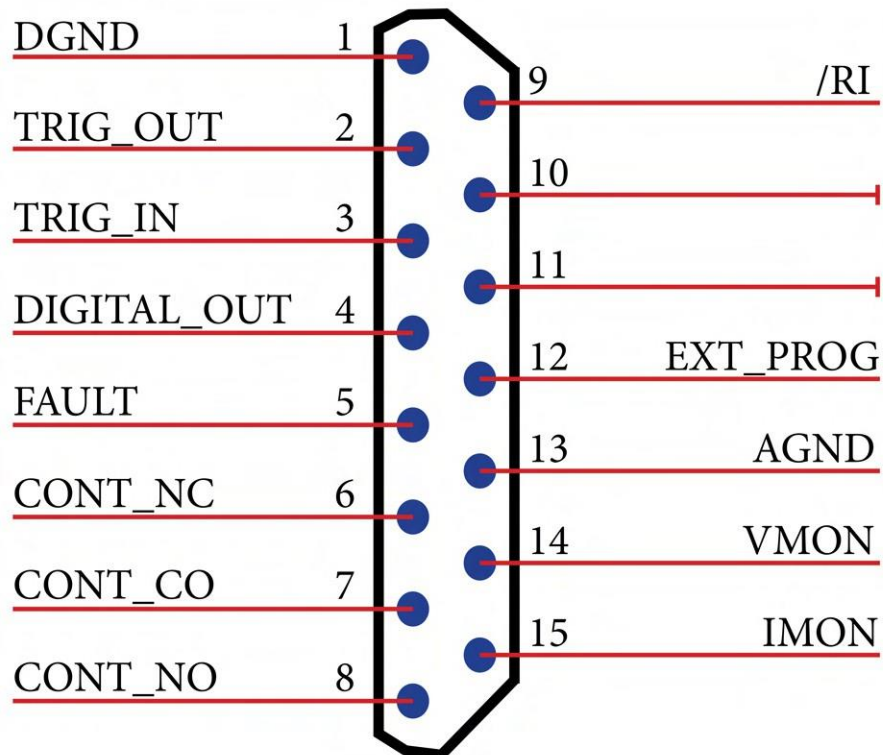 DGND 1
9 /RI
TRIG_OUT 2
10
TRIG_IN 3
11
DIGITAL_OUT 4
12 EXT_PROG
FAULT 5
13 AGND
CONT_NC 6
14 VMON
CONT_CO 7
15 IMON
CONT_NO 8